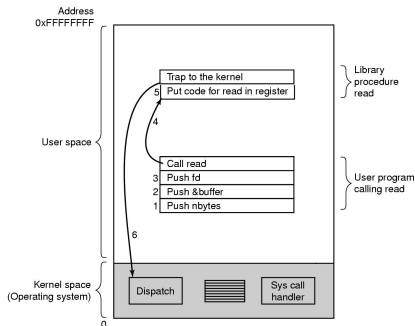 Address
0xFFFFFFFF
Trap to the kernel
5 Put code for read in register
Library
procedure
read
4
User space
Call read
3 Push fd
2 Push &buffer
1 Push nbytes
User program
calling read
6
Kernel space
(Operating system)
Dispatch
Sys call
handler
0